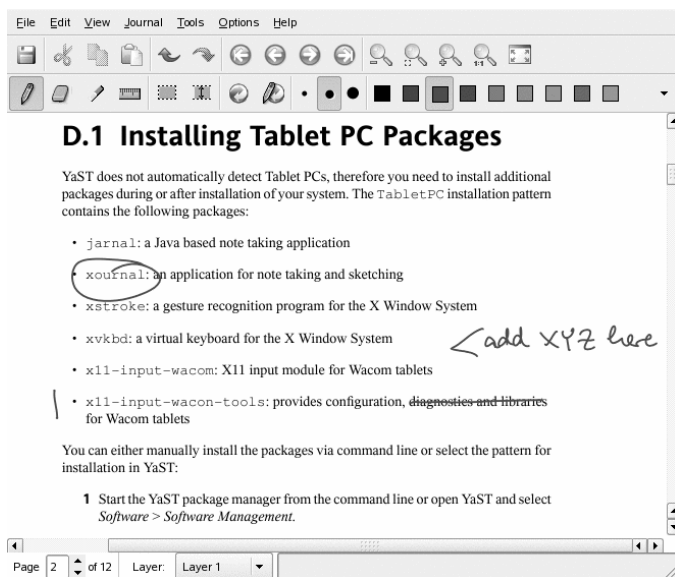 File Edit View Journal Tools Options Help
D.1 Installing Tablet PC Packages
YaST does not automatically detect Tablet PCs, therefore you need to install additional
packages during or after installation of your system. The TabletPC installation pattern
contains the following packages:
• jarnal: a Java based note taking application
• xournal: an application for note taking and sketching
• xstroke: a gesture recognition program for the X Window System
• xvkbd: a virtual keyboard for the X Window System
add XYZ here
• x11-input-wacom: X11 input module for Wacom tablets
• x11-input-wacon-tools: provides configuration, diagnostics and libraries
for Wacom tablets
You can either manually install the packages via command line or select the pattern for
installation in YaST:
1 Start the YaST package manager from the command line or open YaST and select
Software > Software Management.
Page 2 of 12 Layer: Layer 1